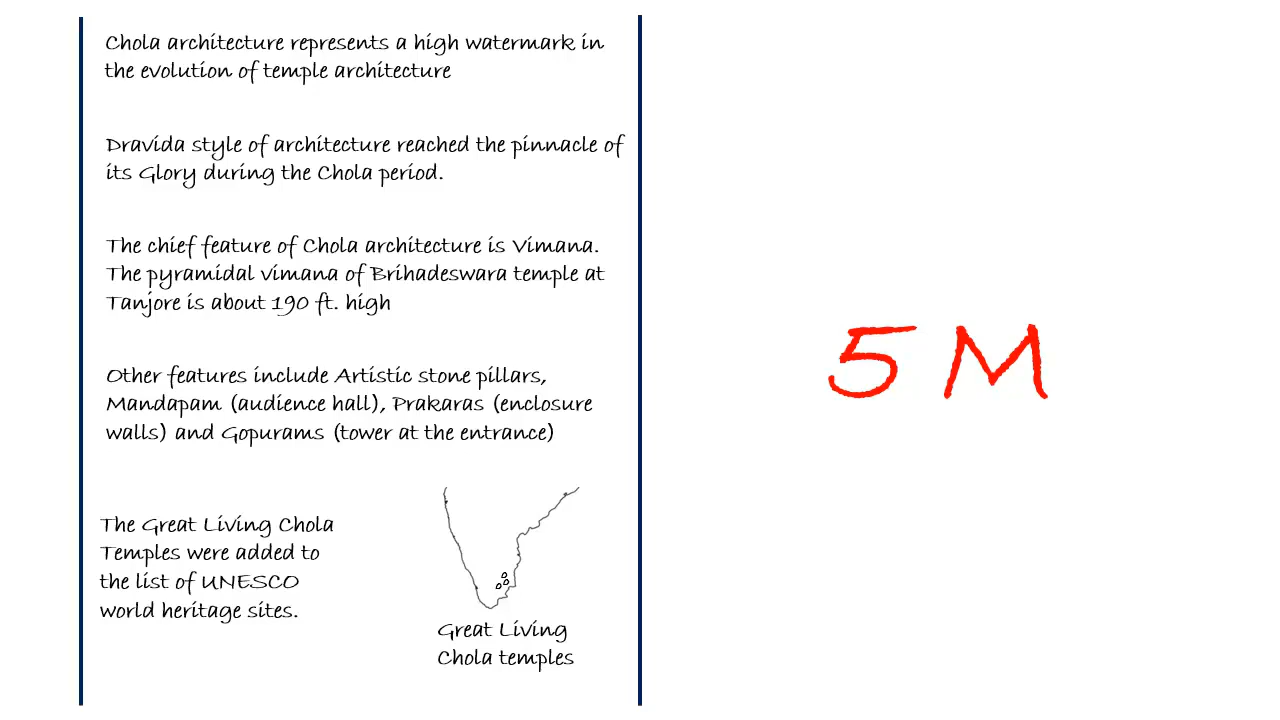 Chola architecture represents a high watermark in
the evolution of temple architecture
Dravida style of architecture reached the pinnacle of
its Glory during the Chola period.
The chief feature of Chola architecture is Vimana.
The pyramidal vimana of Brihadeswara temple at
Tanjore is about 190 ft. high
Other features include Artistic stone pillars,
Mandapam (audience hall), Prakaras (enclosure
walls) and Gopurams (tower at the entrance)
The Great Living Chola
Temples were added to
the list of UNESCO
world heritage sites.
Great Living
Chola temples
5 M